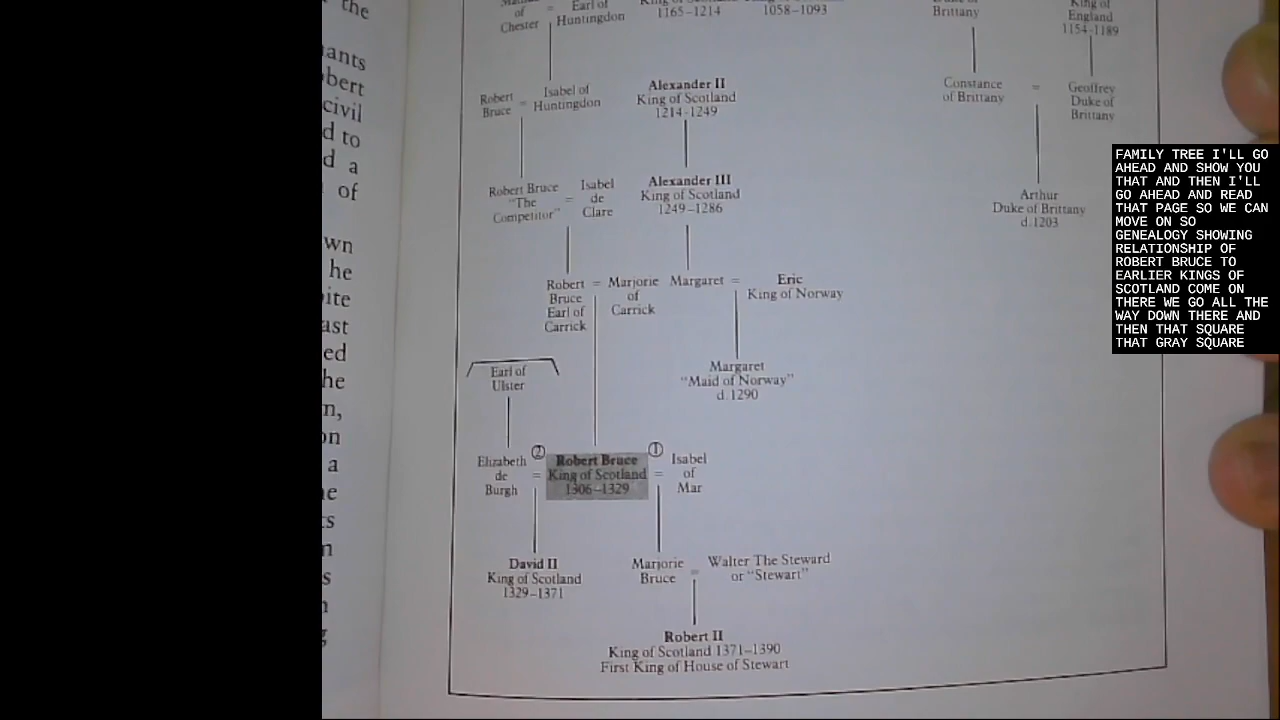 the
of
Chester
=
Earl of
Huntingdon
1165-1214
1058-1093
Brittany
King of
England
1154-1189
ants
bert
civil
d to
d a
of
wn
he
ite
ast
ed
he
n,
on
a
ne
ts
n
s
n
g
Robert
Bruce
=
Isabel of
Huntingdon
Alexander II
King of Scotland
1214-1249
Constance
of Brittany
=
Geoffrey
Duke of
Brittany
Robert Bruce
"The
Competitor"
=
Isabel
de
Clare
Alexander III
King of Scotland
1249-1286
Arthur
Duke of Brittany
d.1203
Robert
Bruce
Earl of
Carrick
=
Marjorie
of
Carrick
Margaret
=
Eric
King of Norway
Earl of
Ulster
Margaret
"Maid of Norway"
d.1290
Elizabeth
de
Burgh
②
=
Robert Bruce
King of Scotland
1306-1329
①
=
Isabel
of
Mar
David II
King of Scotland
1329-1371
Marjorie
Bruce
=
Walter The Steward
or "Stewart"
Robert II
King of Scotland 1371-1390
First King of House of Stewart
FAMILY TREE I'LL GO
AHEAD AND SHOW YOU
THAT AND THEN I'LL
GO AHEAD AND READ
THAT PAGE SO WE CAN
MOVE ON SO
GENEALOGY SHOWING
RELATIONSHIP OF
ROBERT BRUCE TO
EARLIER KINGS OF
SCOTLAND COME ON
THERE WE GO ALL THE
WAY DOWN THERE AND
THEN THAT SQUARE
THAT GRAY SQUARE